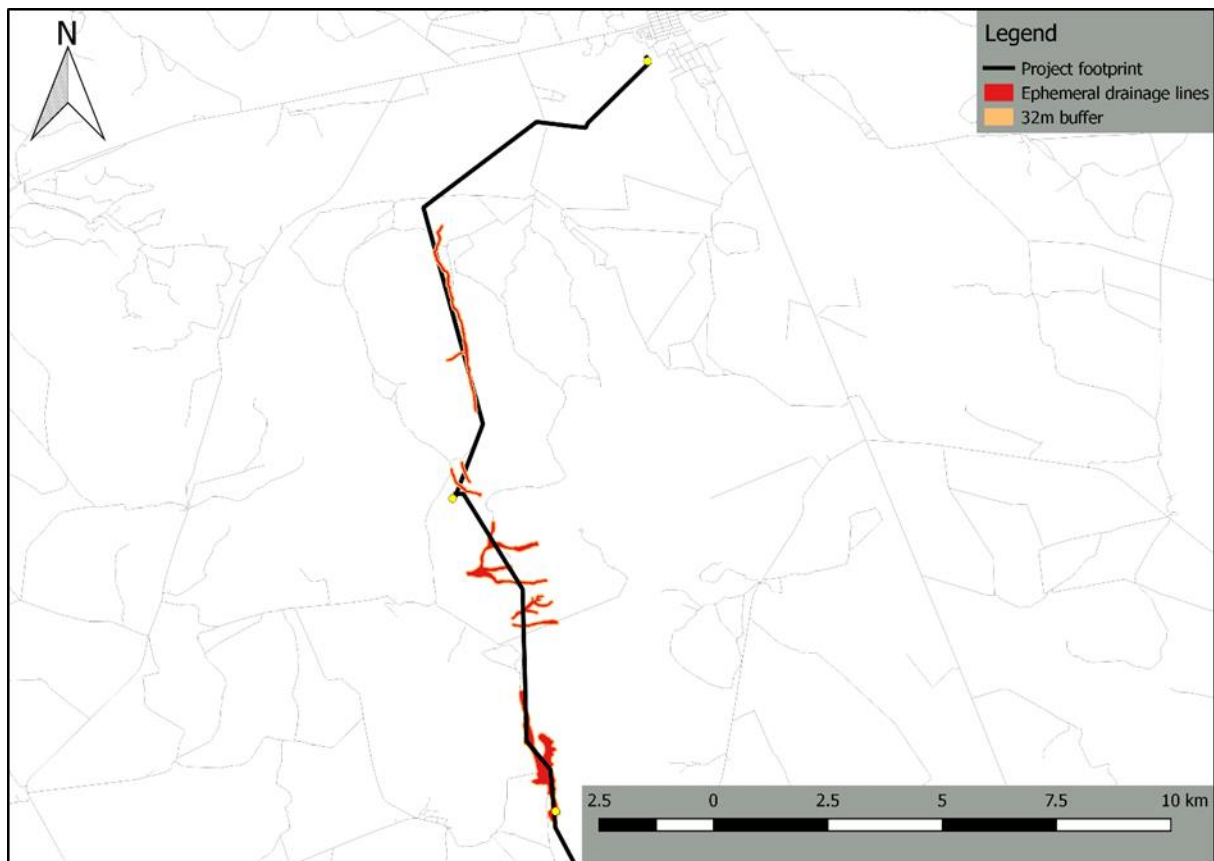 N
Legend
Project footprint
Ephemeral drainage lines
32m buffer
2.5 0 2.5 5 7.5 10 km